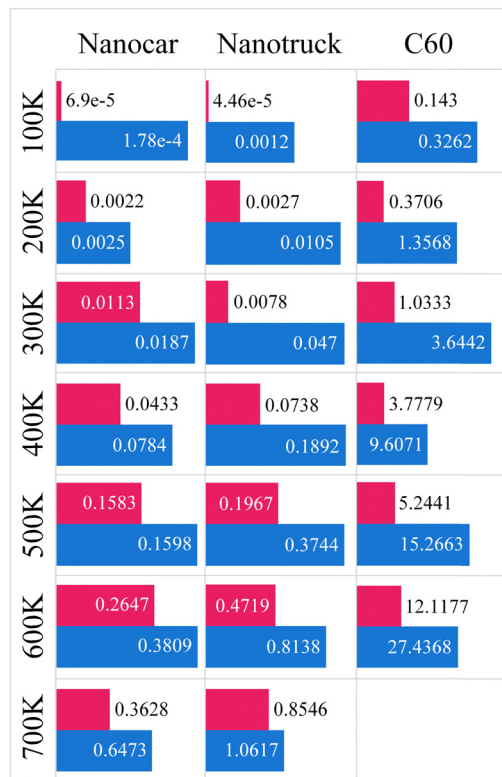 Nanocar Nanotruck C60
100K
6.9e-5 4.46e-5 0.143
1.78e-4 0.0012 0.3262
200K
0.0022 0.0027 0.3706
0.0025 0.0105 1.3568
300K
0.0113 0.0078 1.0333
0.0187 0.047 3.6442
400K
0.0433 0.0738 3.7779
0.0784 0.1892 9.6071
500K
0.1583 0.1967 5.2441
0.1598 0.3744 15.2663
600K
0.2647 0.4719 12.1177
0.3809 0.8138 27.4368
700K
0.3628 0.8546
0.6473 1.0617